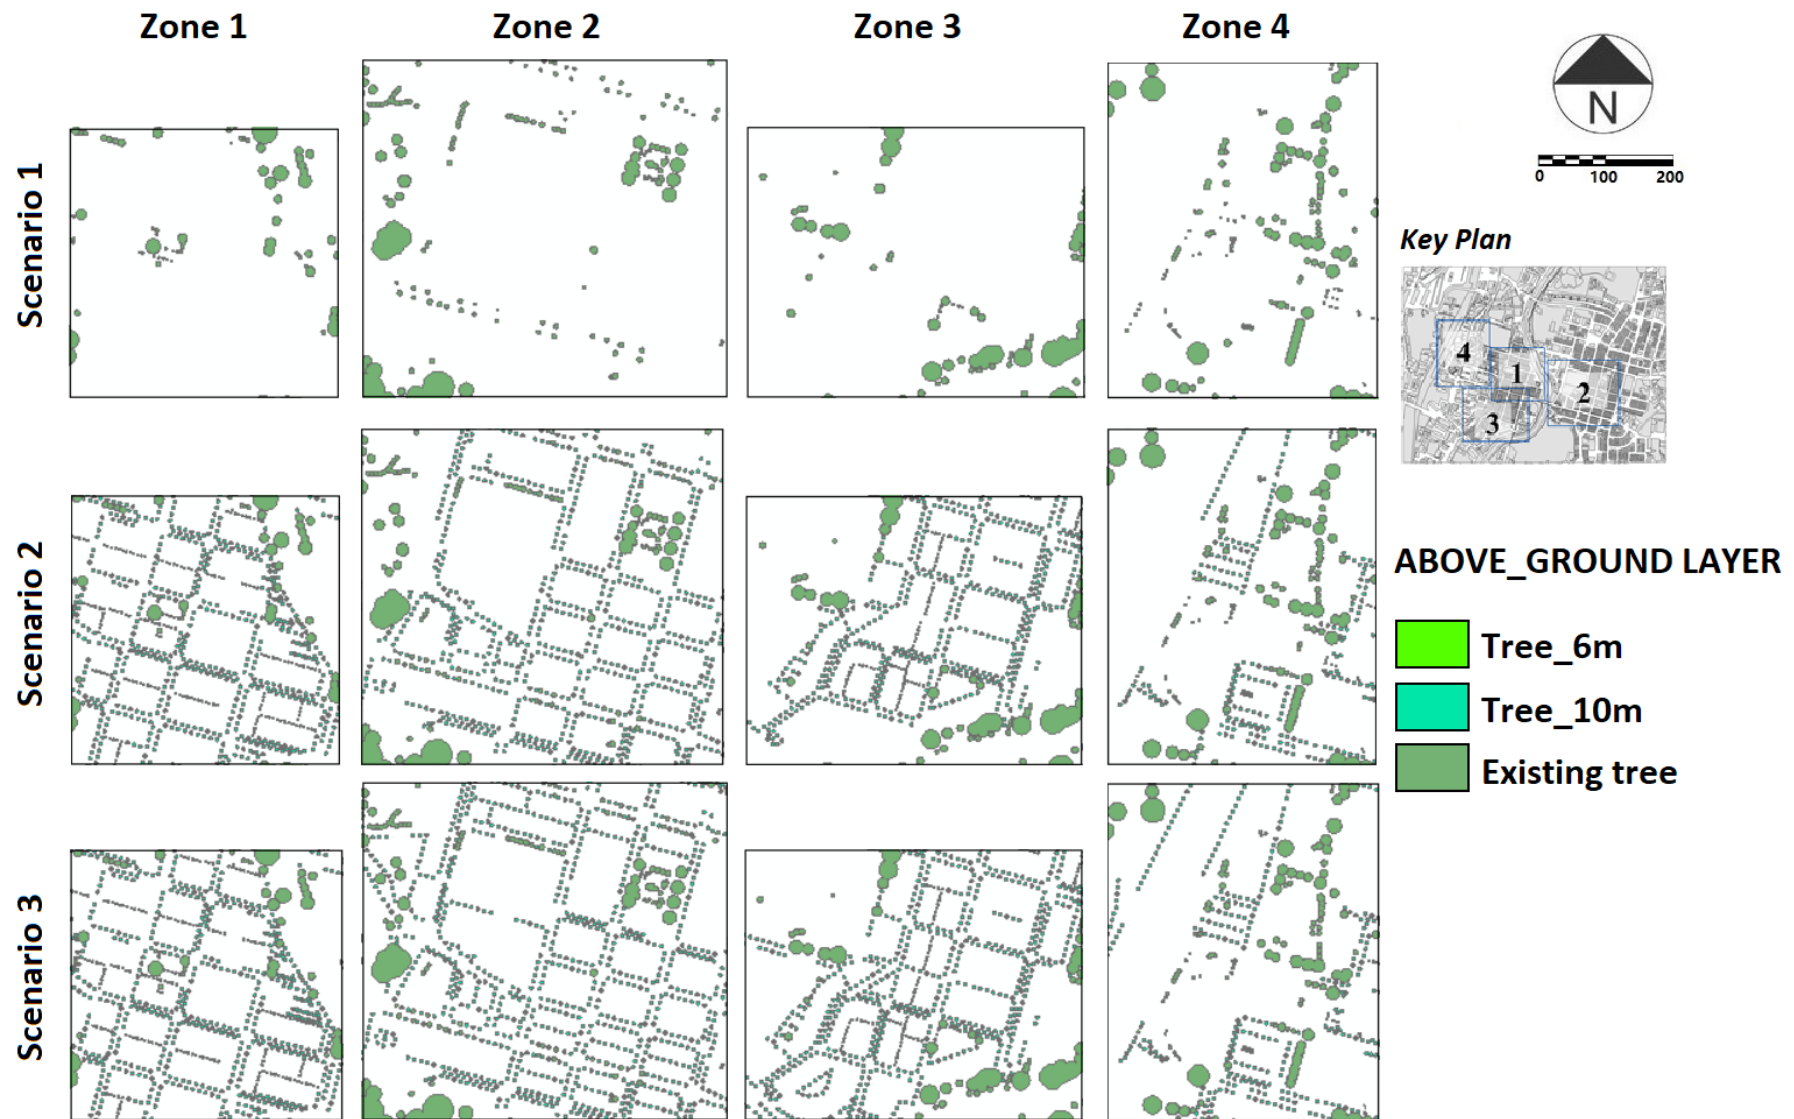 Zone 1 Zone 2 Zone 3 Zone 4
Scenario 1
Scenario 2
Scenario 3
N
0 100 200
Key Plan
4
1
2
3
ABOVE_GROUND LAYER
Tree_6m
Tree_10m
Existing tree